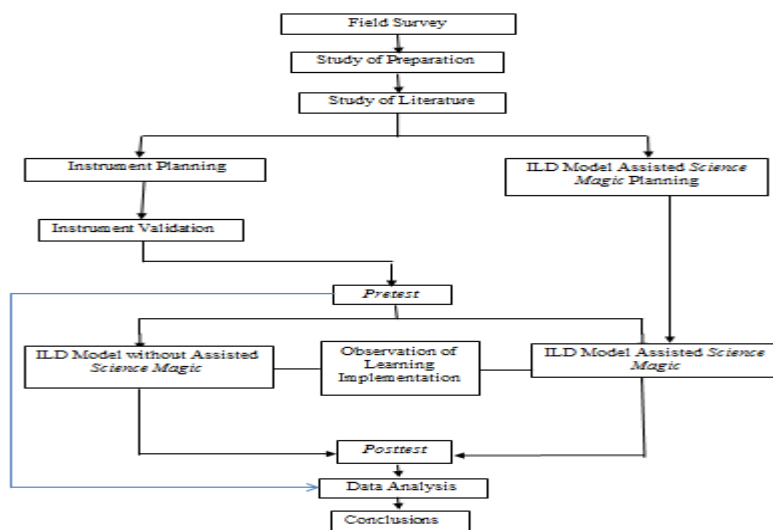 Field Survey
Study of Preparation
Study of Literature
Instrument Planning
ILD Model Assisted Science
Magic Planning
Instrument Validation
Pretest
ILD Model without Assisted
Science Magic
Observation of
Learning
Implementation
ILD Model Assisted Science
Magic
Posttest
Data Analysis
Conclusions